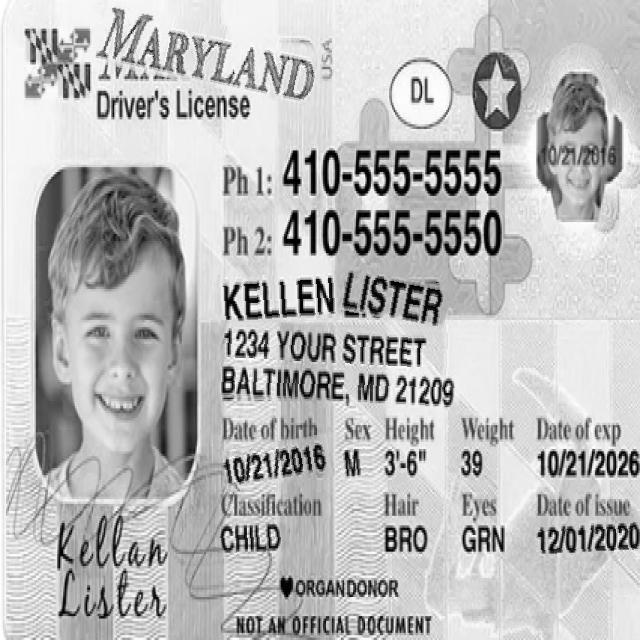 MARYLAND USA
Driver's License
DL
10/21/2016
Ph 1: 410-555-5555
Ph 2: 410-555-5550
KELLEN LISTER
1234 YOUR STREET
BALTIMORE, MD 21209
Date of birth Sex Height Weight Date of exp
10/21/2016 M 3'-6" 39 10/21/2026
Classification Hair Eyes Date of issue
CHILD BRO GRN 12/01/2020
Kellan
Lister
ORGANDONOR
NOT AN OFFICIAL DOCUMENT